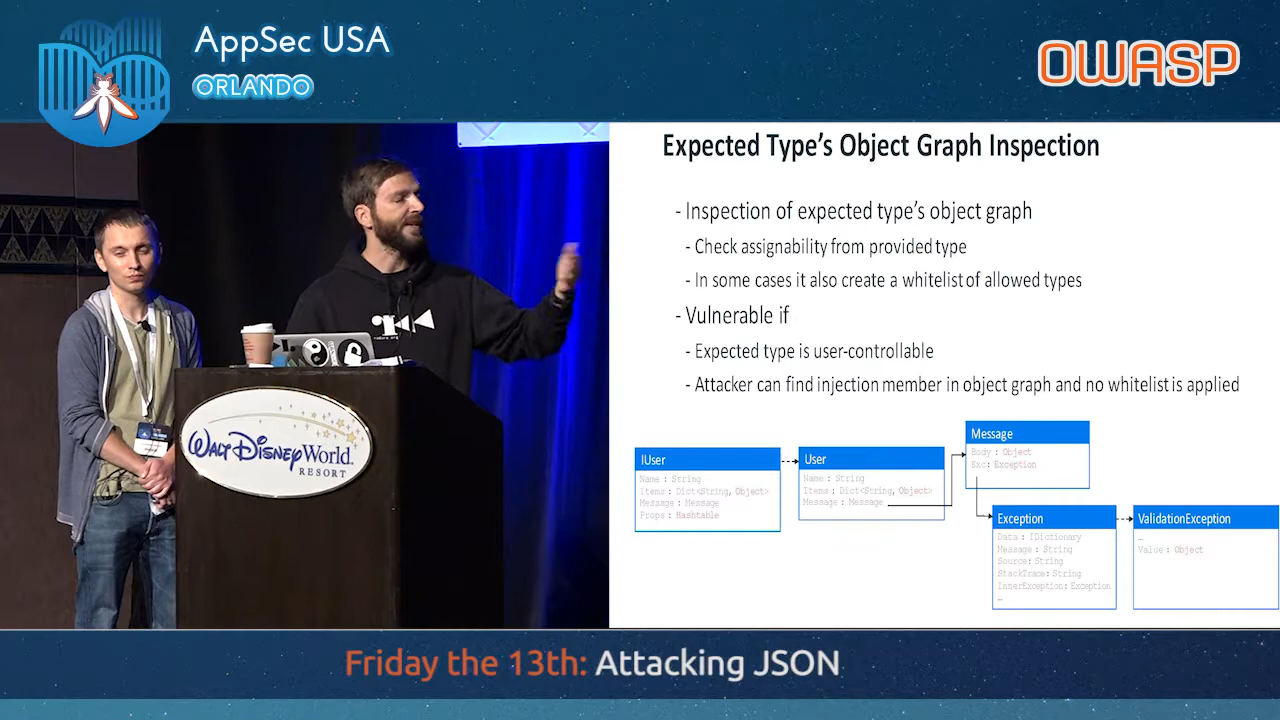 AppSec USA
ORLANDO
OWASP
WALT DISNEY World.
RESORT
Expected Type's Object Graph Inspection
- Inspection of expected type's object graph
- Check assignability from provided type
- In some cases it also create a whitelist of allowed types
- Vulnerable if
- Expected type is user-controllable
- Attacker can find injection member in object graph and no whitelist is applied
IUser
Name : String
Items : Dict<String, Object>
Message : Message
Props : Hashtable
User
Name : String
Items : Dict<String, Object>
Message : Message
Message
Body : Object
Exc: Exception
Exception
Data : IDictionary
Message : String
Source: String
StackTrace: String
InnerException: Exception
…
ValidationException
…
Value : Object
Friday the 13th: Attacking JSON